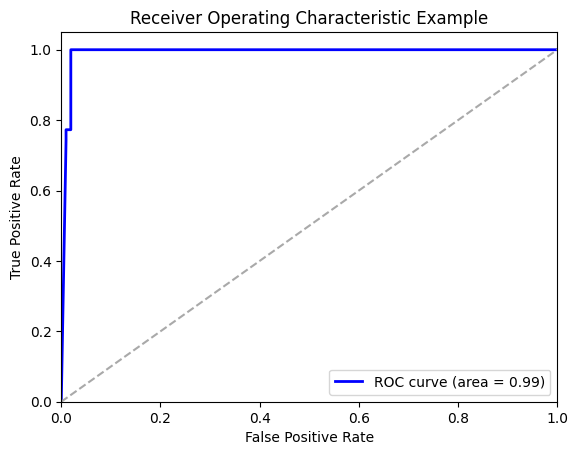 Receiver Operating Characteristic Example
1.0
0.8
0.6
0.4
0.2
0.0
True Positive Rate
ROC curve (area = 0.99)
0.0 0.2 0.4 0.6 0.8 1.0
False Positive Rate